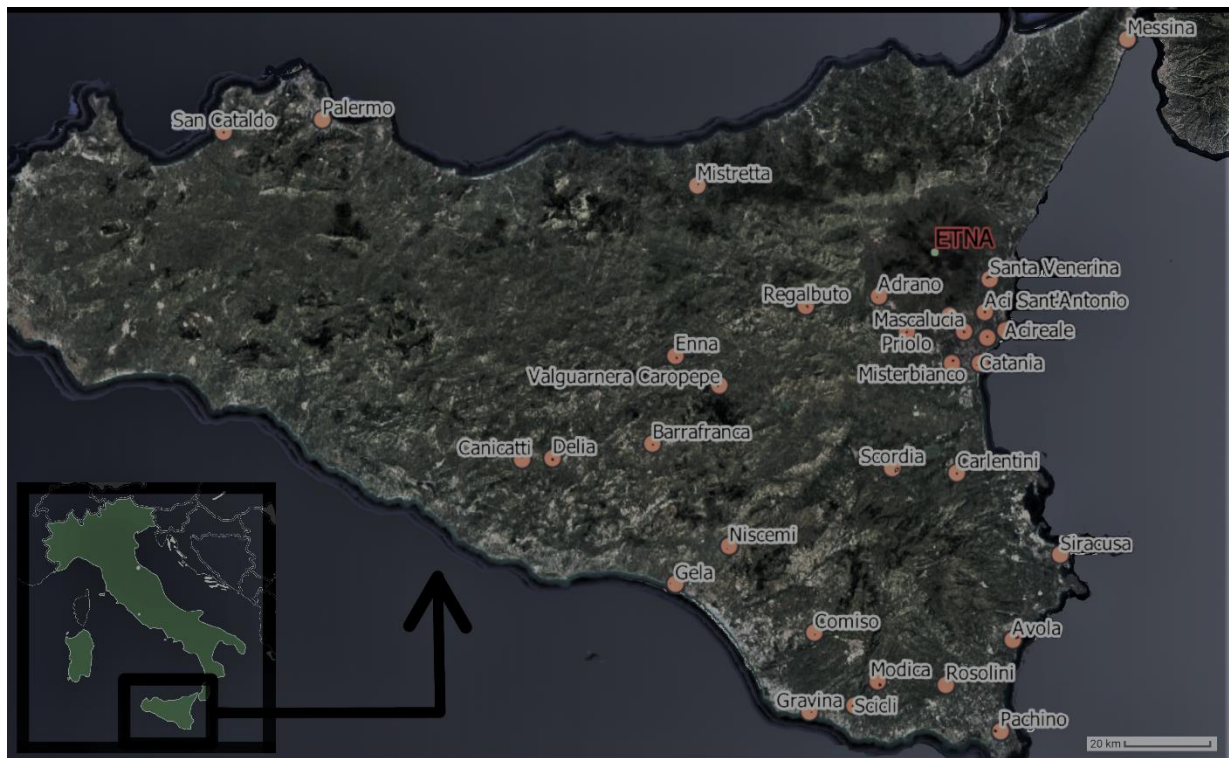 Messina
San Cataldo
Palermo
Mistretta
ETNA
Santa Venerina
Adrano
Regalbuto
Aci Sant'Antonio
Mascalucia
Acireale
Priolo
Enna
Misterbianco
Catania
Valguarnera Caropepe
Barrafranca
Canicatti
Delia
Scordia
Carlentini
Niscemi
Siracusa
Gela
Comiso
Avola
Modica
Rosolini
Gravina
Scicli
Pachino
20 km